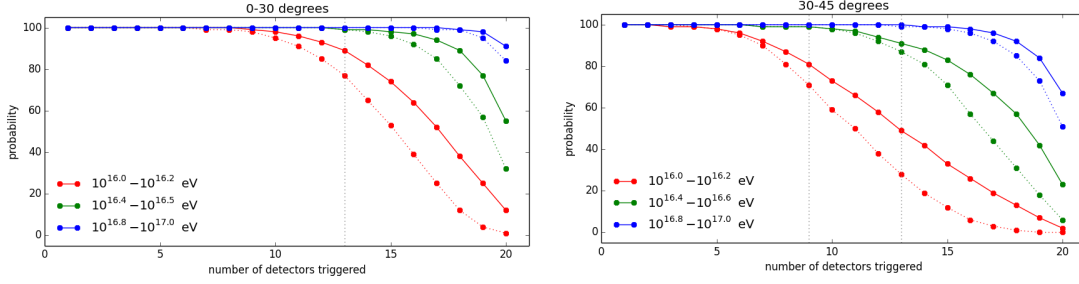 0-30 degrees
100
80
60
40
20
0
probability
10^16.0 −10^16.2 eV
10^16.4 −10^16.5 eV
10^16.8 −10^17.0 eV
0 5 10 15 20
number of detectors triggered
30-45 degrees
100
80
60
40
20
0
probability
10^16.0 −10^16.2 eV
10^16.4 −10^16.6 eV
10^16.8 −10^17.0 eV
0 5 10 15 20
number of detectors triggered